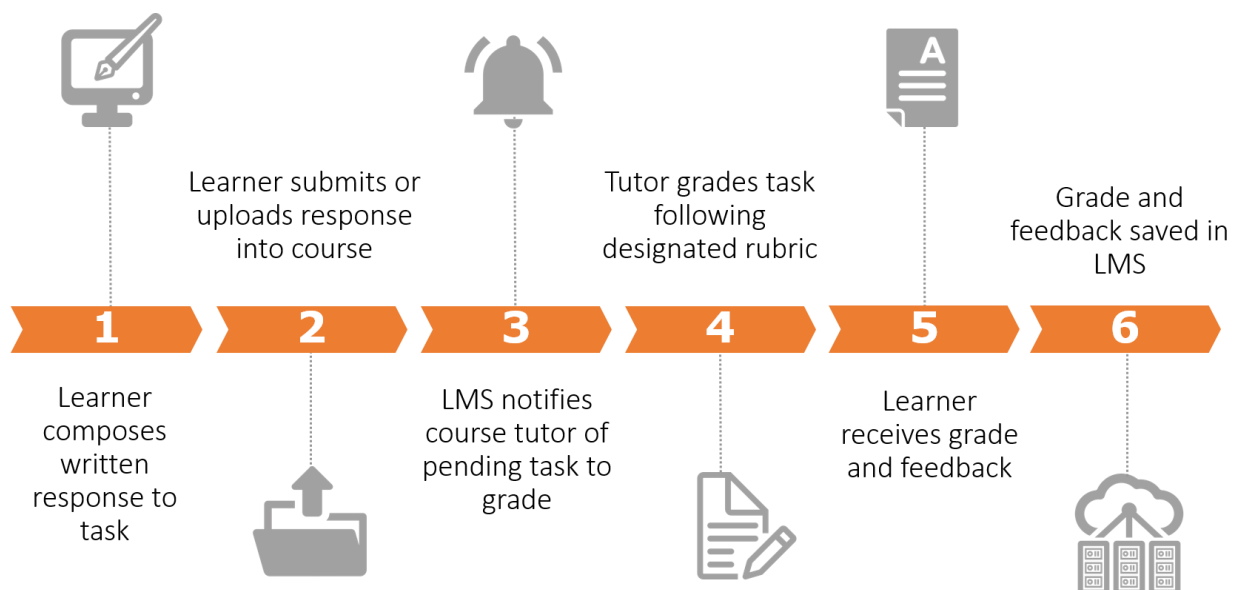 A
Learner submits or
uploads response
into course
Tutor grades task
following
designated rubric
Grade and
feedback saved in
LMS
1
2
3
4
5
6
Learner
composes
written
response to
task
LMS notifies
course tutor of
pending task to
grade
Learner
receives grade
and feedback